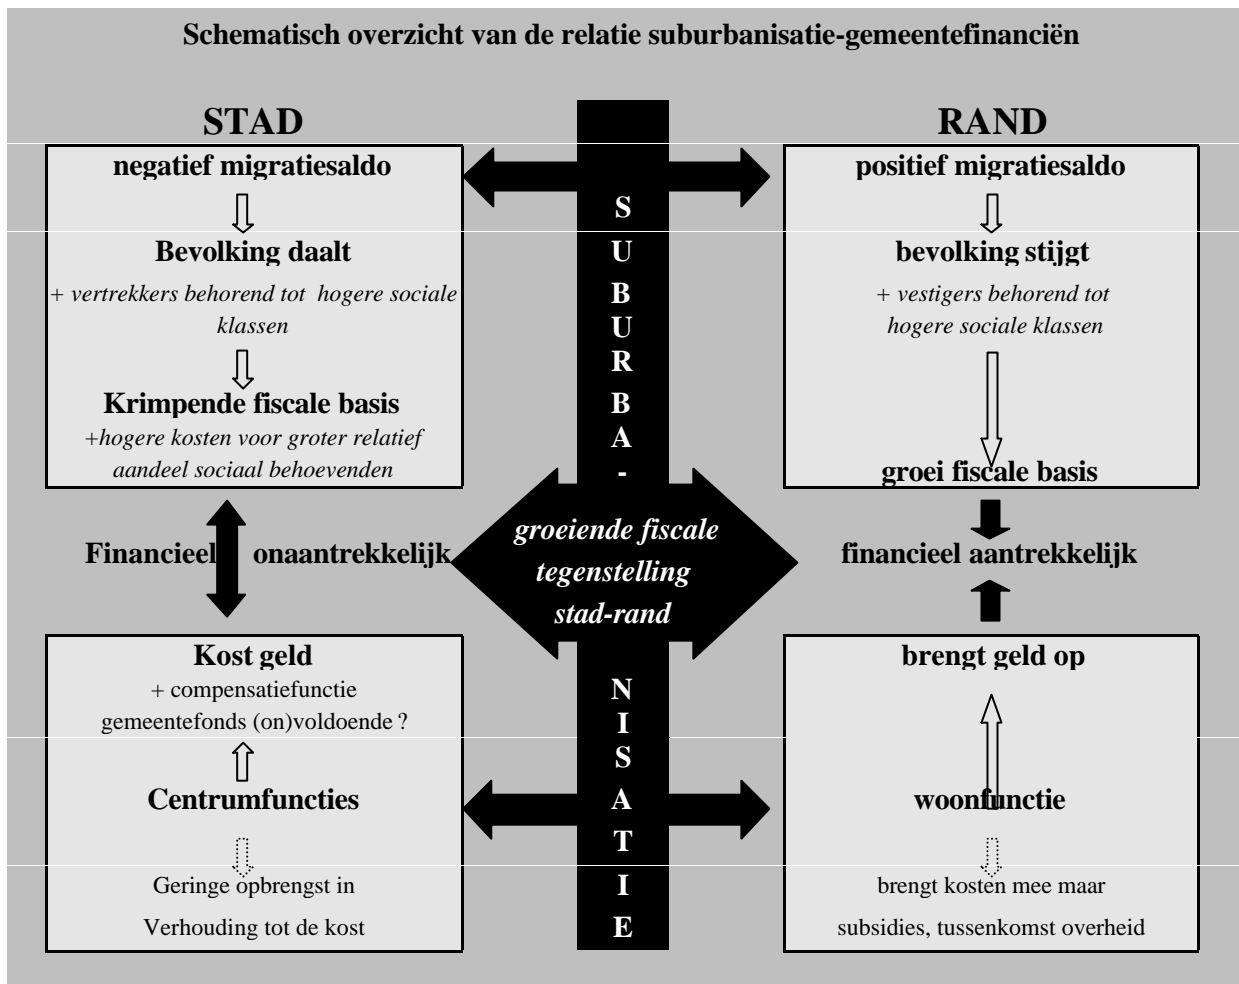 Schematisch overzicht van de relatie suburbanisatie-gemeentefinanciën
STAD
negatief migratiesaldo
Bevolking daalt
+ vertrekkers behorend tot hogere sociale
klassen
Krimpende fiscale basis
+hogere kosten voor groter relatief
aandeel sociaal behoevenden
Financieel onaantrekkelijk
Kost geld
+ compensatiefunctie
gemeentefonds (on)voldoende ?
Centrumfuncties
Geringe opbrengst in
Verhouding tot de kost
S
U
B
U
R
B
A
-
groeiende fiscale
tegenstelling
stad-rand
N
I
S
A
T
I
E
RAND
positief migratiesaldo
bevolking stijgt
+ vestigers behorend tot
hogere sociale klassen
groei fiscale basis
financieel aantrekkelijk
brengt geld op
woonfunctie
brengt kosten mee maar
subsidies, tussenkomst overheid